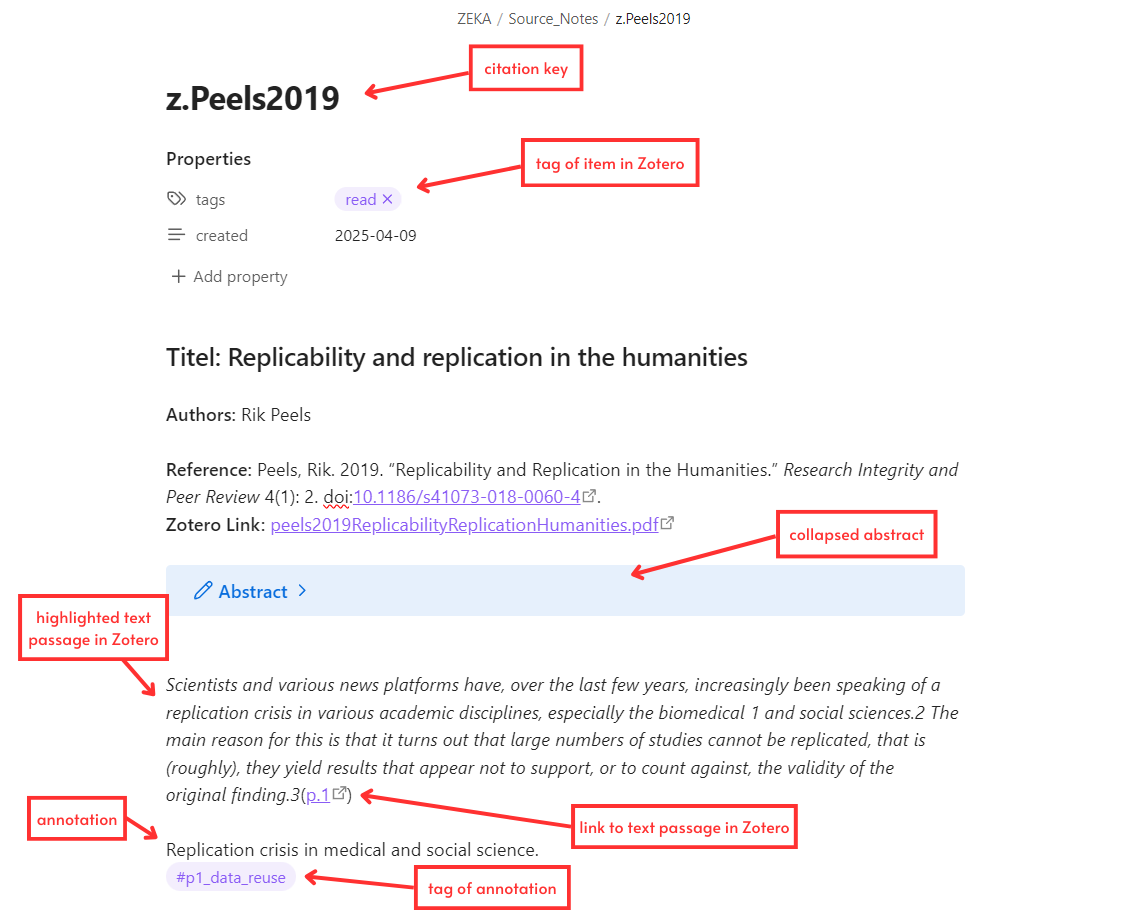 ZEKA / Source_Notes / z.Peels2019
citation key
z.Peels2019
tag of item in Zotero
Properties
tags read ×
created 2025-04-09
+ Add property
Titel: Replicability and replication in the humanities
Authors: Rik Peels
Reference: Peels, Rik. 2019. “Replicability and Replication in the Humanities.” Research Integrity and
Peer Review 4(1): 2. doi:10.1186/s41073-018-0060-4.
Zotero Link: peels2019ReplicabilityReplicationHumanities.pdf
collapsed abstract
Abstract >
highlighted text
passage in Zotero
Scientists and various news platforms have, over the last few years, increasingly been speaking of a
replication crisis in various academic disciplines, especially the biomedical 1 and social sciences.2 The
main reason for this is that it turns out that large numbers of studies cannot be replicated, that is
(roughly), they yield results that appear not to support, or to count against, the validity of the
original finding.3(p.1)
link to text passage in Zotero
annotation
Replication crisis in medical and social science.
#p1_data_reuse
tag of annotation